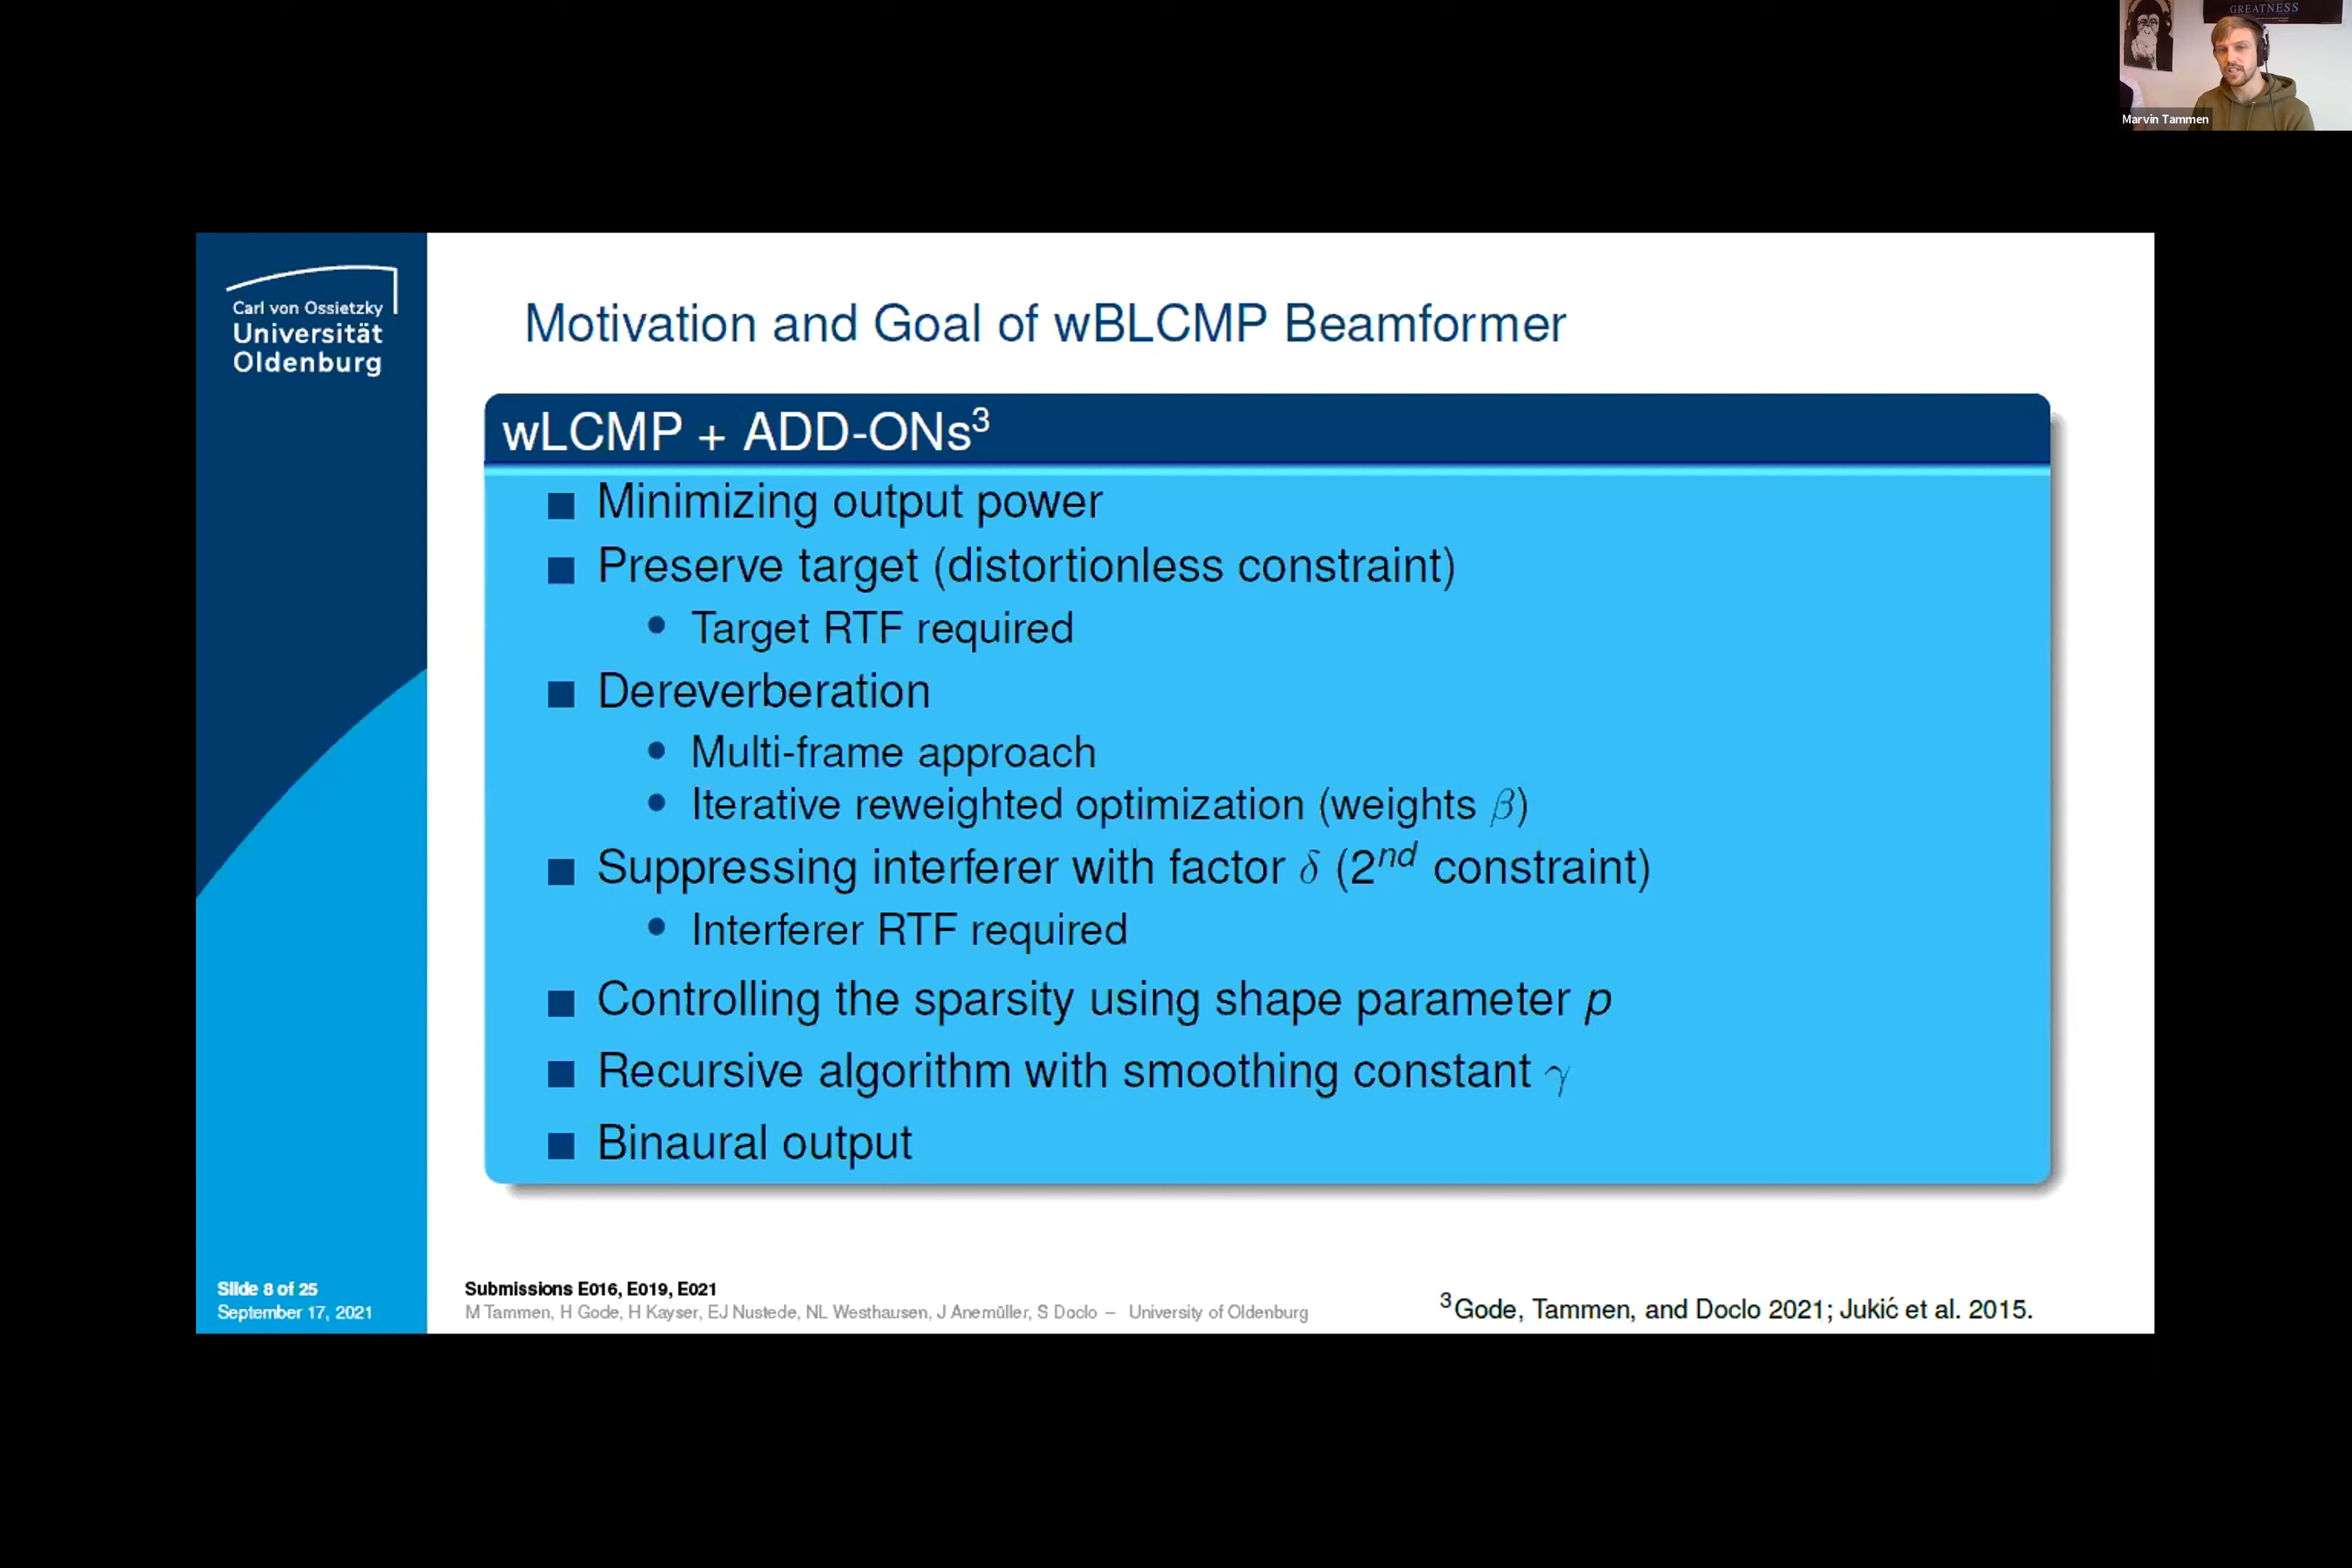 GREATNESS
Marvin Tammen
Carl von Ossietzky
Universität
Oldenburg
Motivation and Goal of wBLCMP Beamformer
wLCMP + ADD-ONs³
Minimizing output power
Preserve target (distortionless constraint)
Target RTF required
Dereverberation
Multi-frame approach
Iterative reweighted optimization (weights β)
Suppressing interferer with factor δ (2ⁿᵈ constraint)
Interferer RTF required
Controlling the sparsity using shape parameter p
Recursive algorithm with smoothing constant γ
Binaural output
Slide 8 of 25
September 17, 2021
Submissions E016, E019, E021
M Tammen, H Gode, H Kayser, EJ Nustede, NL Westhausen, J Anemüller, S Doclo – University of Oldenburg
³Gode, Tammen, and Doclo 2021; Jukić et al. 2015.